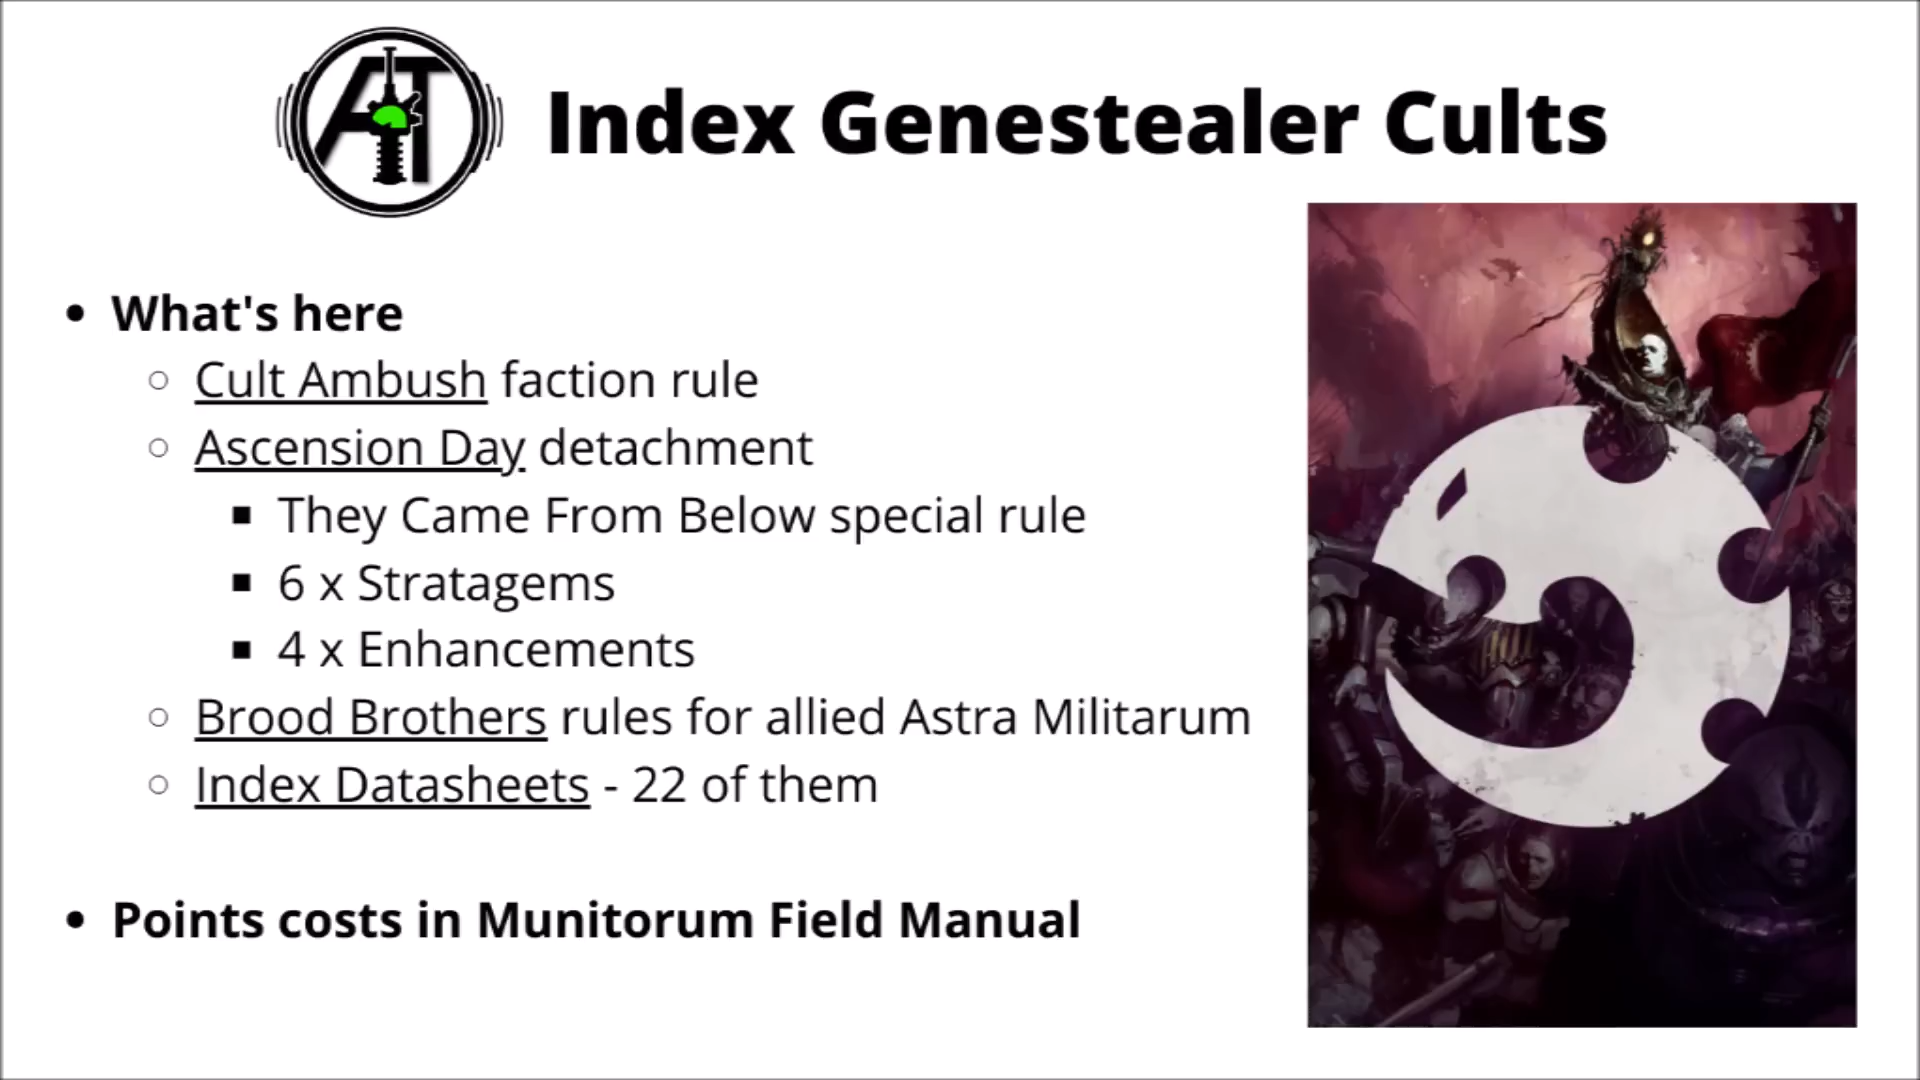 AT
Index Genestealer Cults
What's here
Cult Ambush faction rule
Ascension Day detachment
They Came From Below special rule
6 x Stratagems
4 x Enhancements
Brood Brothers rules for allied Astra Militarum
Index Datasheets - 22 of them
Points costs in Munitorum Field Manual